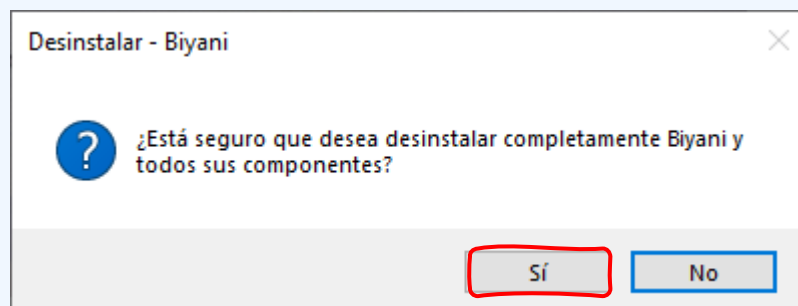 Desinstalar - Biyani
¿Está seguro que desea desinstalar completamente Biyani y
todos sus componentes?
Sí
No